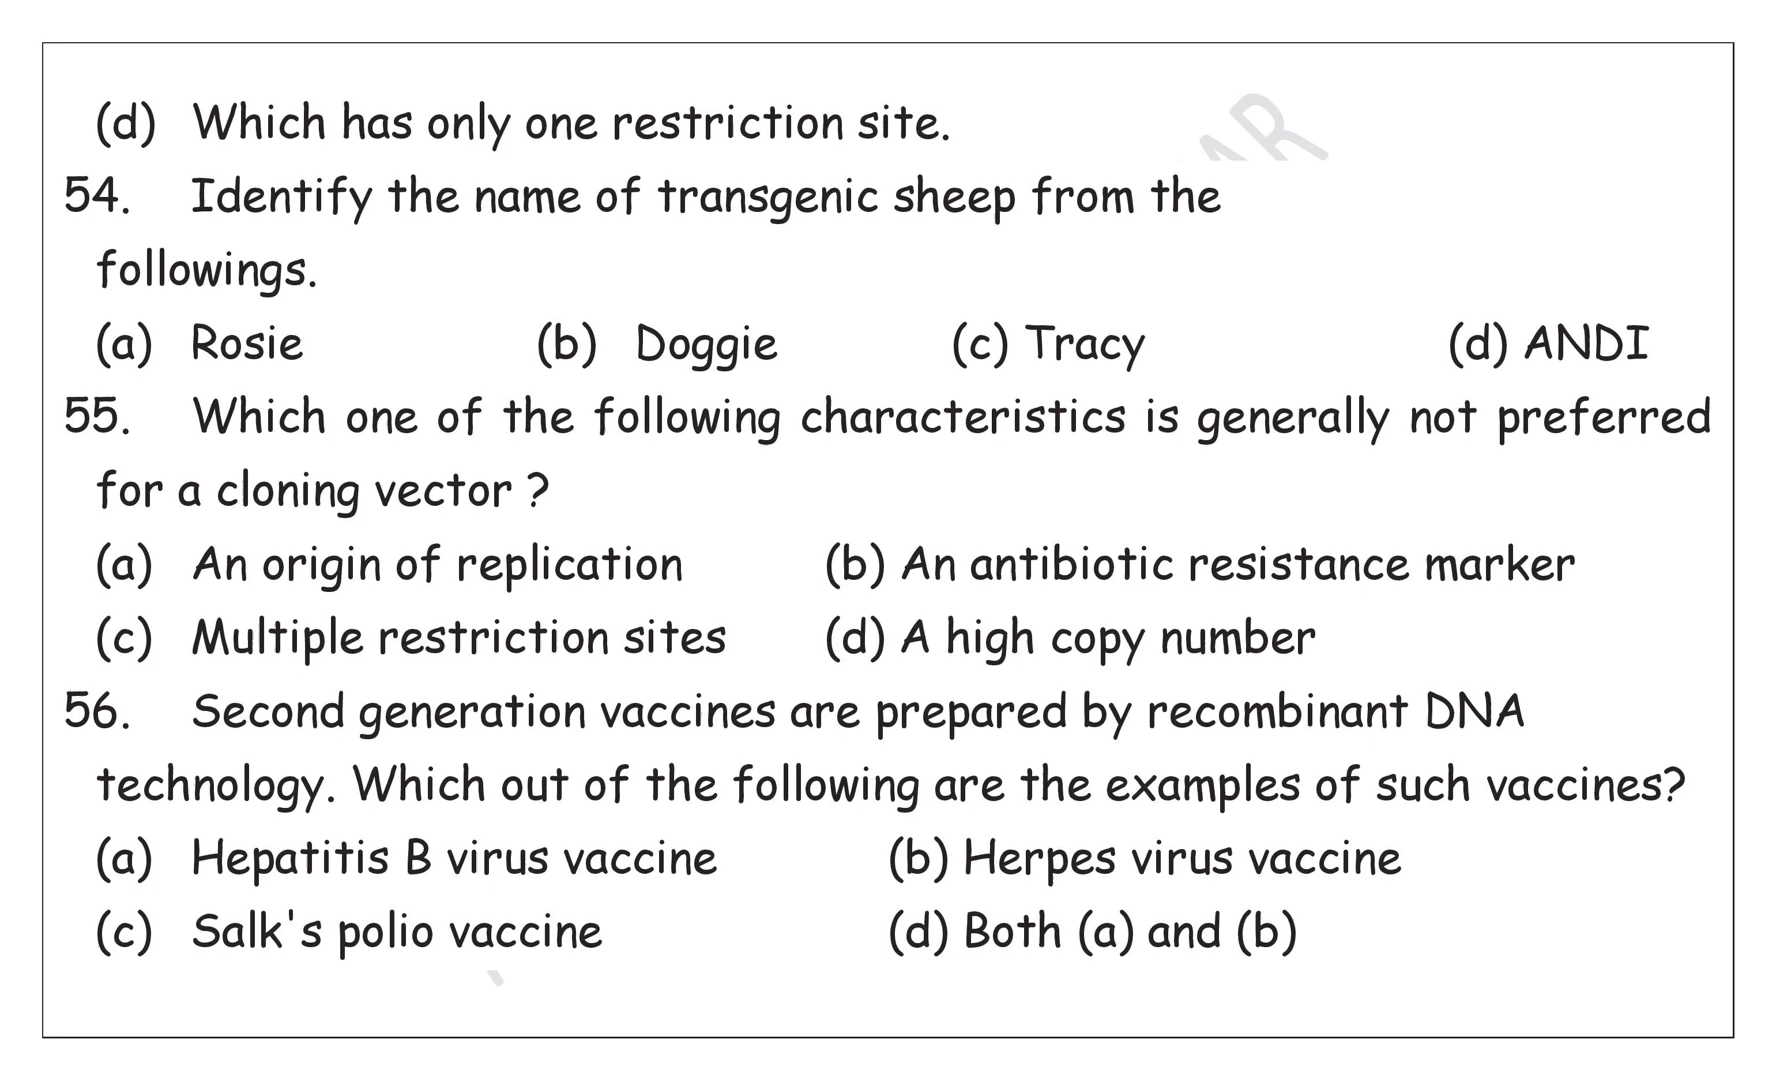 (d) Which has only one restriction site.
54. Identify the name of transgenic sheep from the
followings.
(a) Rosie (b) Doggie (c) Tracy (d) ANDI
55. Which one of the following characteristics is generally not preferred
for a cloning vector ?
(a) An origin of replication (b) An antibiotic resistance marker
(c) Multiple restriction sites (d) A high copy number
56. Second generation vaccines are prepared by recombinant DNA
technology. Which out of the following are the examples of such vaccines?
(a) Hepatitis B virus vaccine (b) Herpes virus vaccine
(c) Salk's polio vaccine (d) Both (a) and (b)